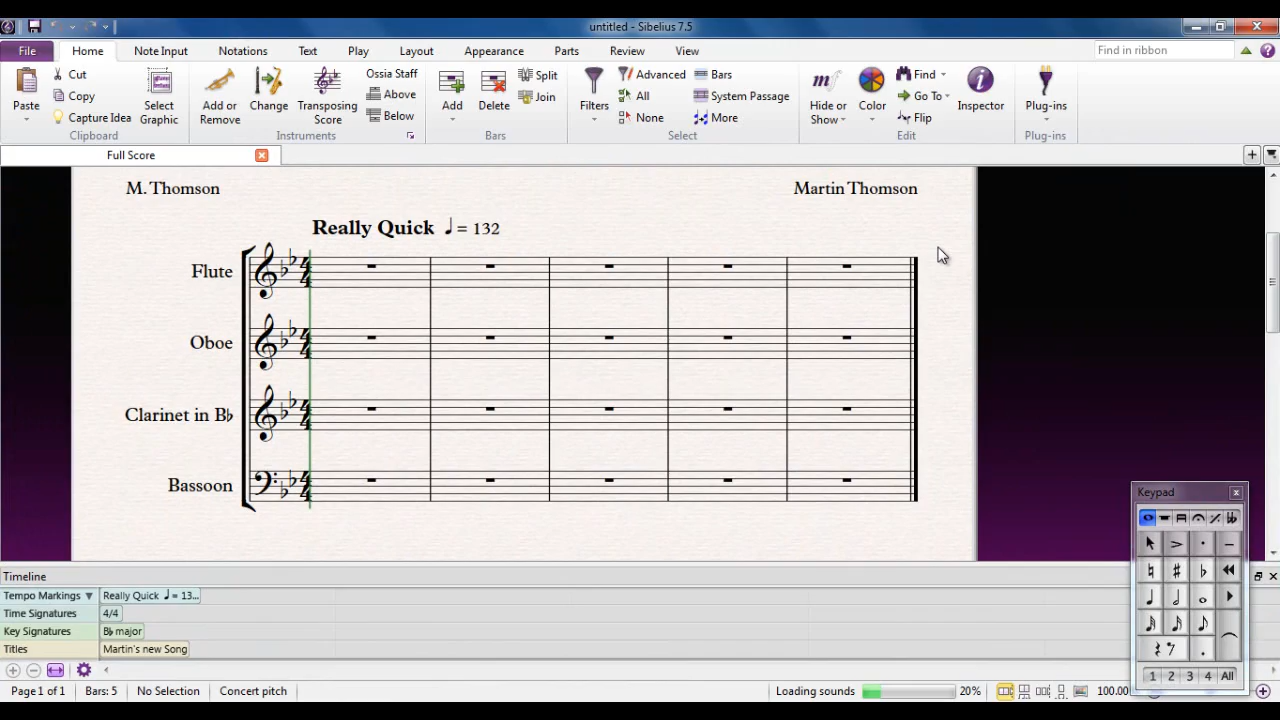 untitled - Sibelius 7.5
File Home Note Input Notations Text Play Layout Appearance Parts Review View Find in ribbon
Paste Cut Copy Capture Idea Select Graphic Add or Remove Change Transposing Score Ossia Staff Above Below Add Delete Split Join Filters Advanced All None Bars System Passage More Hide or Show Color Find Go To Flip Inspector Plug-ins
Clipboard Instruments Bars Select Edit Plug-ins
Full Score
M. Thomson Martin Thomson
Really Quick ♩ = 132
Flute
Oboe
Clarinet in B♭
Bassoon
Keypad
Timeline
Tempo Markings Really Quick ♩ = 13...
Time Signatures 4/4
Key Signatures B♭ major
Titles Martin's new Song
1 2 3 4 All
Page 1 of 1 Bars: 5 No Selection Concert pitch Loading sounds 20% 100.00